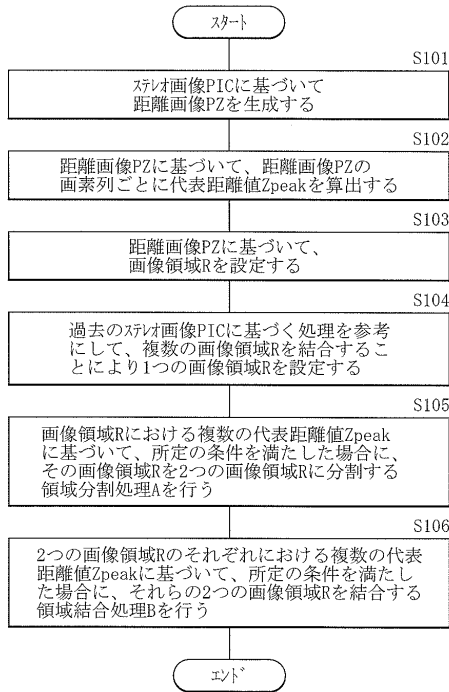 スタート
S101
ステレオ画像PICに基づいて
距離画像PZを生成する
S102
距離画像PZに基づいて、距離画像PZの
画素列ごとに代表距離値Zpeakを算出する
S103
距離画像PZに基づいて、
画像領域Rを設定する
S104
過去のステレオ画像PICに基づく処理を参考
にして、複数の画像領域Rを結合するこ
とにより1つの画像領域Rを設定する
S105
画像領域Rにおける複数の代表距離値Zpeak
に基づいて、所定の条件を満たした場合に、
その画像領域Rを2つの画像領域Rに分割する
領域分割処理Aを行う
S106
2つの画像領域Rのそれぞれにおける複数の代表
距離値Zpeakに基づいて、所定の条件を満たし
た場合に、それらの2つの画像領域Rを結合する
領域結合処理Bを行う
エンド